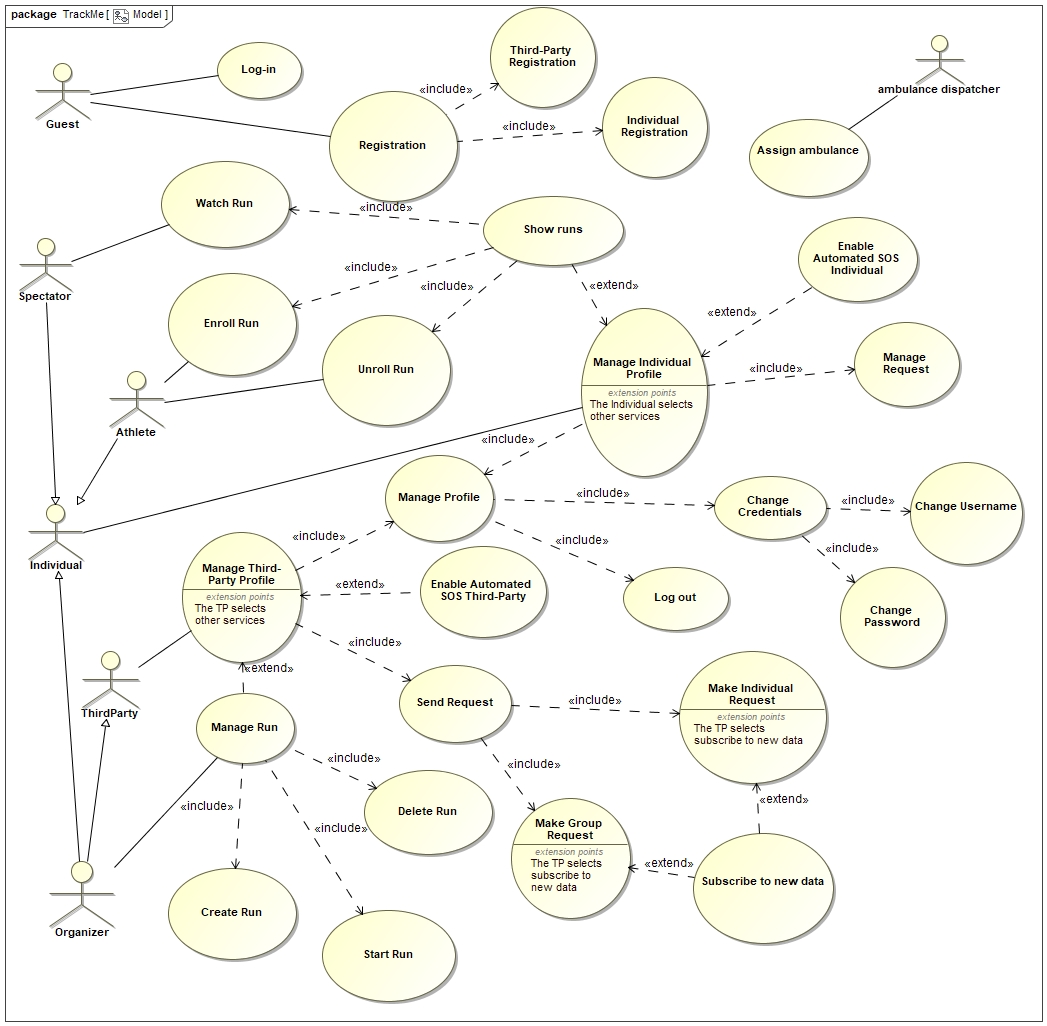 package TrackMe [ Model ]
Third-Party
Registration
Log-in
ambulance dispatcher
«include»
Guest
Individual
Registration
«include»
Registration
Assign ambulance
Watch Run
«include»
Show runs
Enable
Automated SOS
Individual
«include»
«include»
«extend»
Spectator
«extend»
Enroll Run
Unroll Run
Manage Individual
Profile
extension points
The Individual selects
other services
«include»
Manage
Request
Athlete
«include»
Manage Profile
«include»
Change
Credentials
«include»
Change Username
Individual
«include»
«include»
«include»
Manage Third-
Party Profile
extension points
The TP selects
other services
«extend»
Enable Automated
SOS Third-Party
Log out
Change
Password
«include»
«extend»
ThirdParty
Send Request
«include»
Make Individual
Request
extension points
The TP selects
subscribe to new data
Manage Run
«include»
«include»
«include»
«include»
«extend»
Delete Run
Make Group
Request
extension points
The TP selects
subscribe to
new data
«extend»
Subscribe to new data
Organizer
Create Run
Start Run